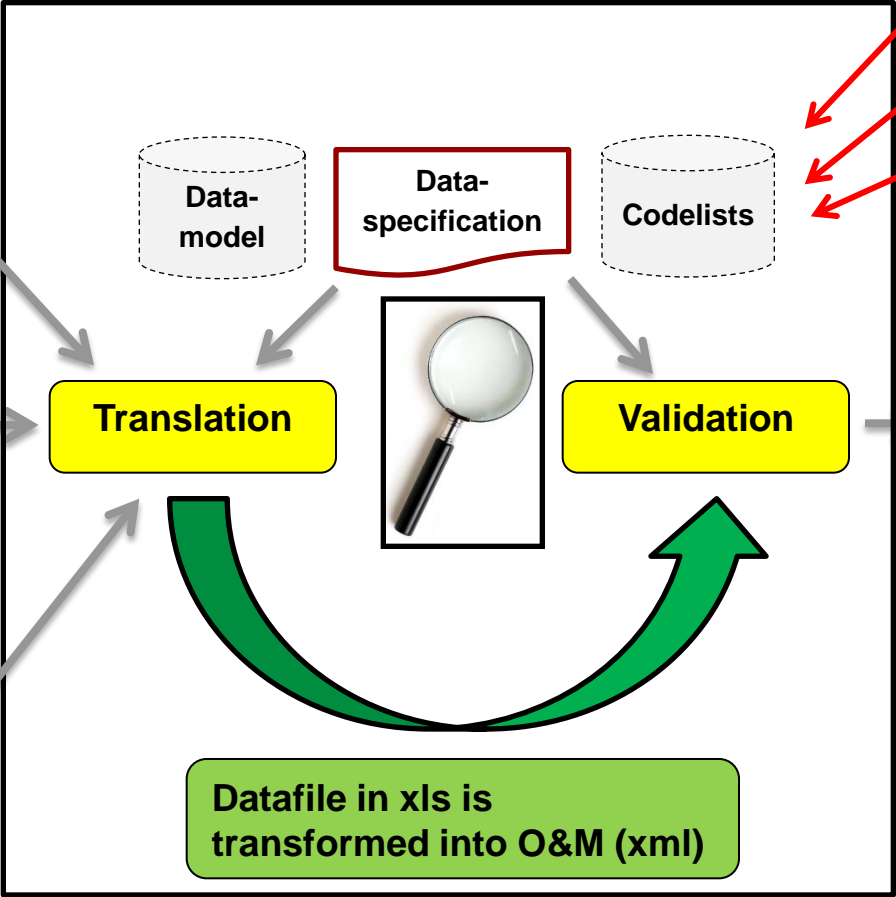 Data-
model
Data-
specification
Codelists
Translation
Validation
Datafile in xls is
transformed into O&M (xml)